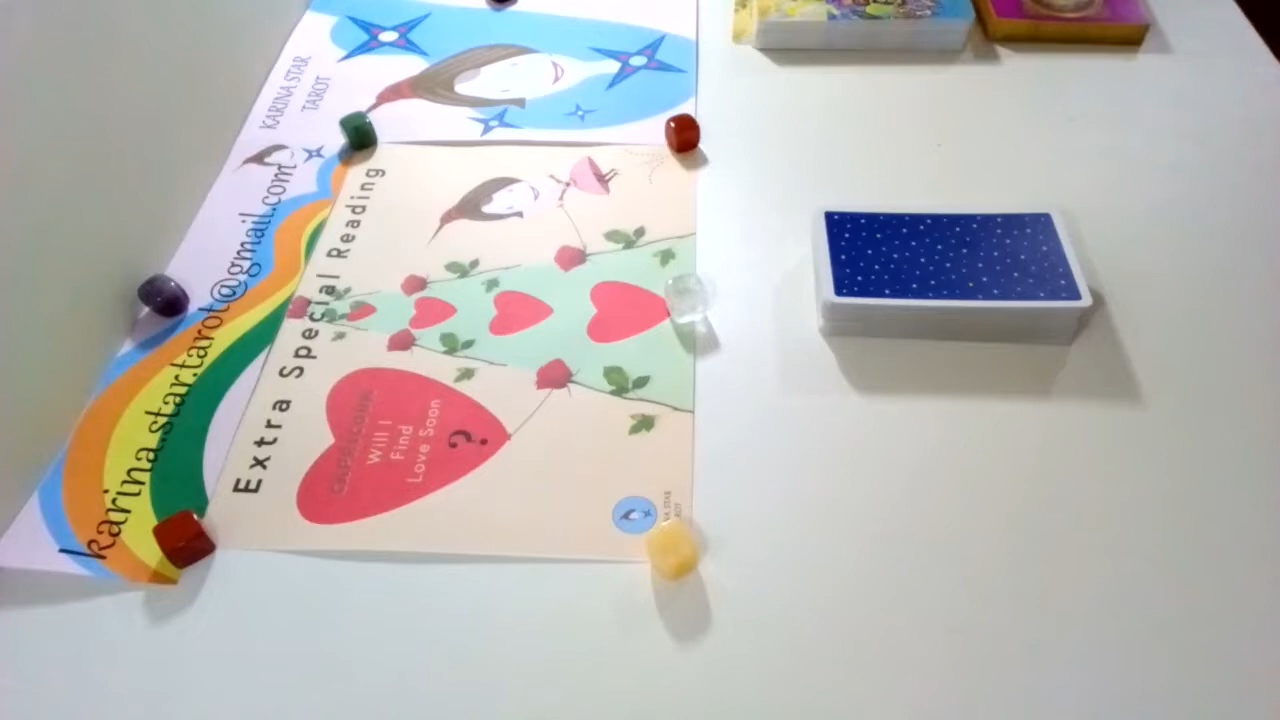 KARINA STAR
TAROT
karina.star.tarot@gmail.com
Extra Special Reading
Will I
Find
Love Soon
?